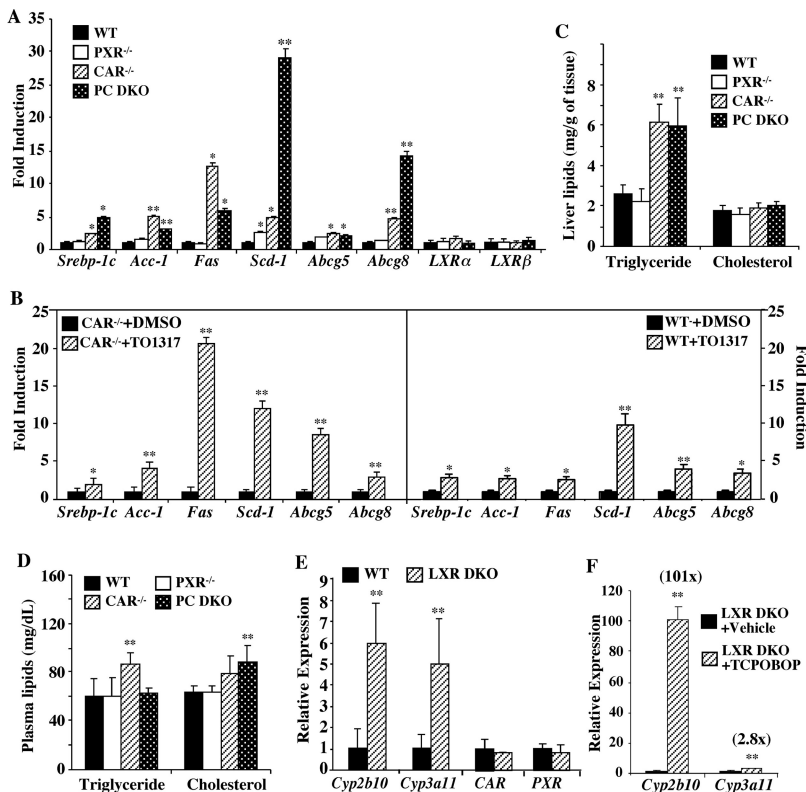 A
Fold Induction
35
30
25
20
15
10
5
0
WT
PXR-/-
CAR-/-
PC DKO
* * ** ** * * * * ** * * ** **
Srebp-1c Acc-1 Fas Scd-1 Abcg5 Abcg8 LXRα LXRβ
C
Liver lipids (mg/g of tissue)
10
8
6
4
2
0
WT
PXR-/-
CAR-/-
PC DKO
** **
Triglyceride Cholesterol
B
Fold Induction
25
20
15
10
5
0
CAR-/-+DMSO
CAR-/-+TO1317
* ** ** ** ** **
Srebp-1c Acc-1 Fas Scd-1 Abcg5 Abcg8
WT-+DMSO
WT+TO1317
* * * ** ** *
Srebp-1c Acc-1 Fas Scd-1 Abcg5 Abcg8
25
20
15
10
5
0
Fold Induction
D
Plasma lipids (mg/dL)
160
120
80
60
0
WT PXR-/-
CAR-/- PC DKO
** **
Triglyceride Cholesterol
E
Relative Expression
WT LXR DKO
9
8
7
6
5
4
3
2
1
0
** **
Cyp2b10 Cyp3a11 CAR PXR
F
Relative Expression
120
100
80
60
40
20
0
(101x)
**
LXR DKO
+Vehicle
LXR DKO
+TCPOBOP
(2.8x)
**
Cyp2b10 Cyp3a11